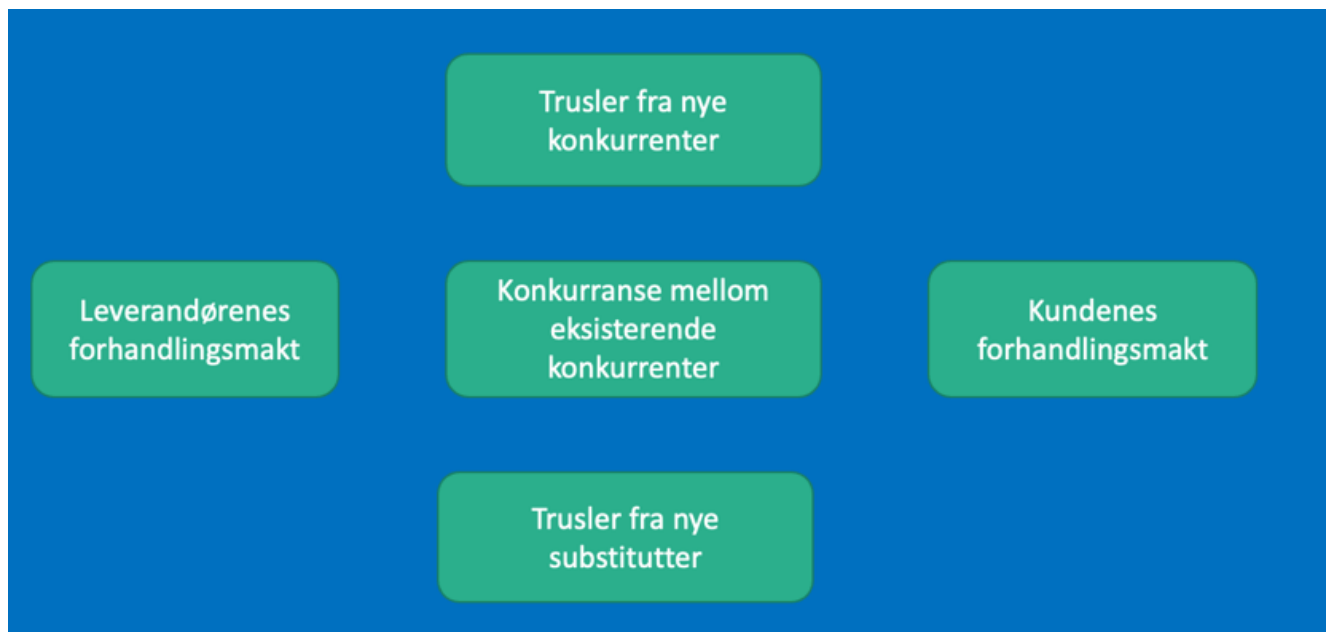 Trusler fra nye
konkurrenter
Leverandørenes
forhandlingsmakt
Konkurranse mellom
eksisterende
konkurrenter
Kundenes
forhandlingsmakt
Trusler fra nye
substitutter